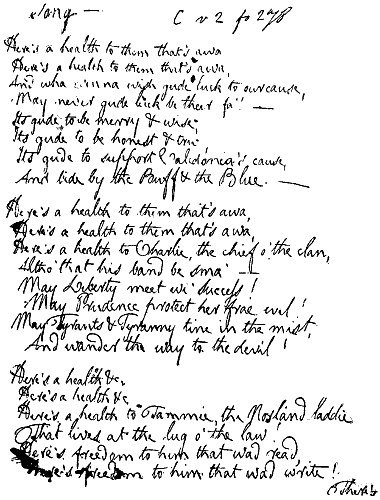 Song — C v 2 fo 278
Here's a health to them that's awa
Here's a health to them that's awa,
And wha winna wish gude luck to our cause,
May never gude luck be their fa'! —
Its gude to be merry & wise,
Its gude to be honest & true,
Its gude to support Caledonia's cause,
And bide by the Buff & the Blue. —
Here's a health to them that's awa,
Here's a health to them that's awa,
Here's a health to Charlie, the chief o' the clan,
Altho' that his band be sma' —
May Liberty meet wi' success!
May Prudence protect her frae evil!
May Tyrants & Tyranny tine in the mist,
And wander the way to the devil!
Here's a health &c
Here's a health &c
Here's a health to Tammie, the Norland laddie
That lives at the lug o' the law!
Here's freedom to him that wad read,
Here's freedom to him that wad write!